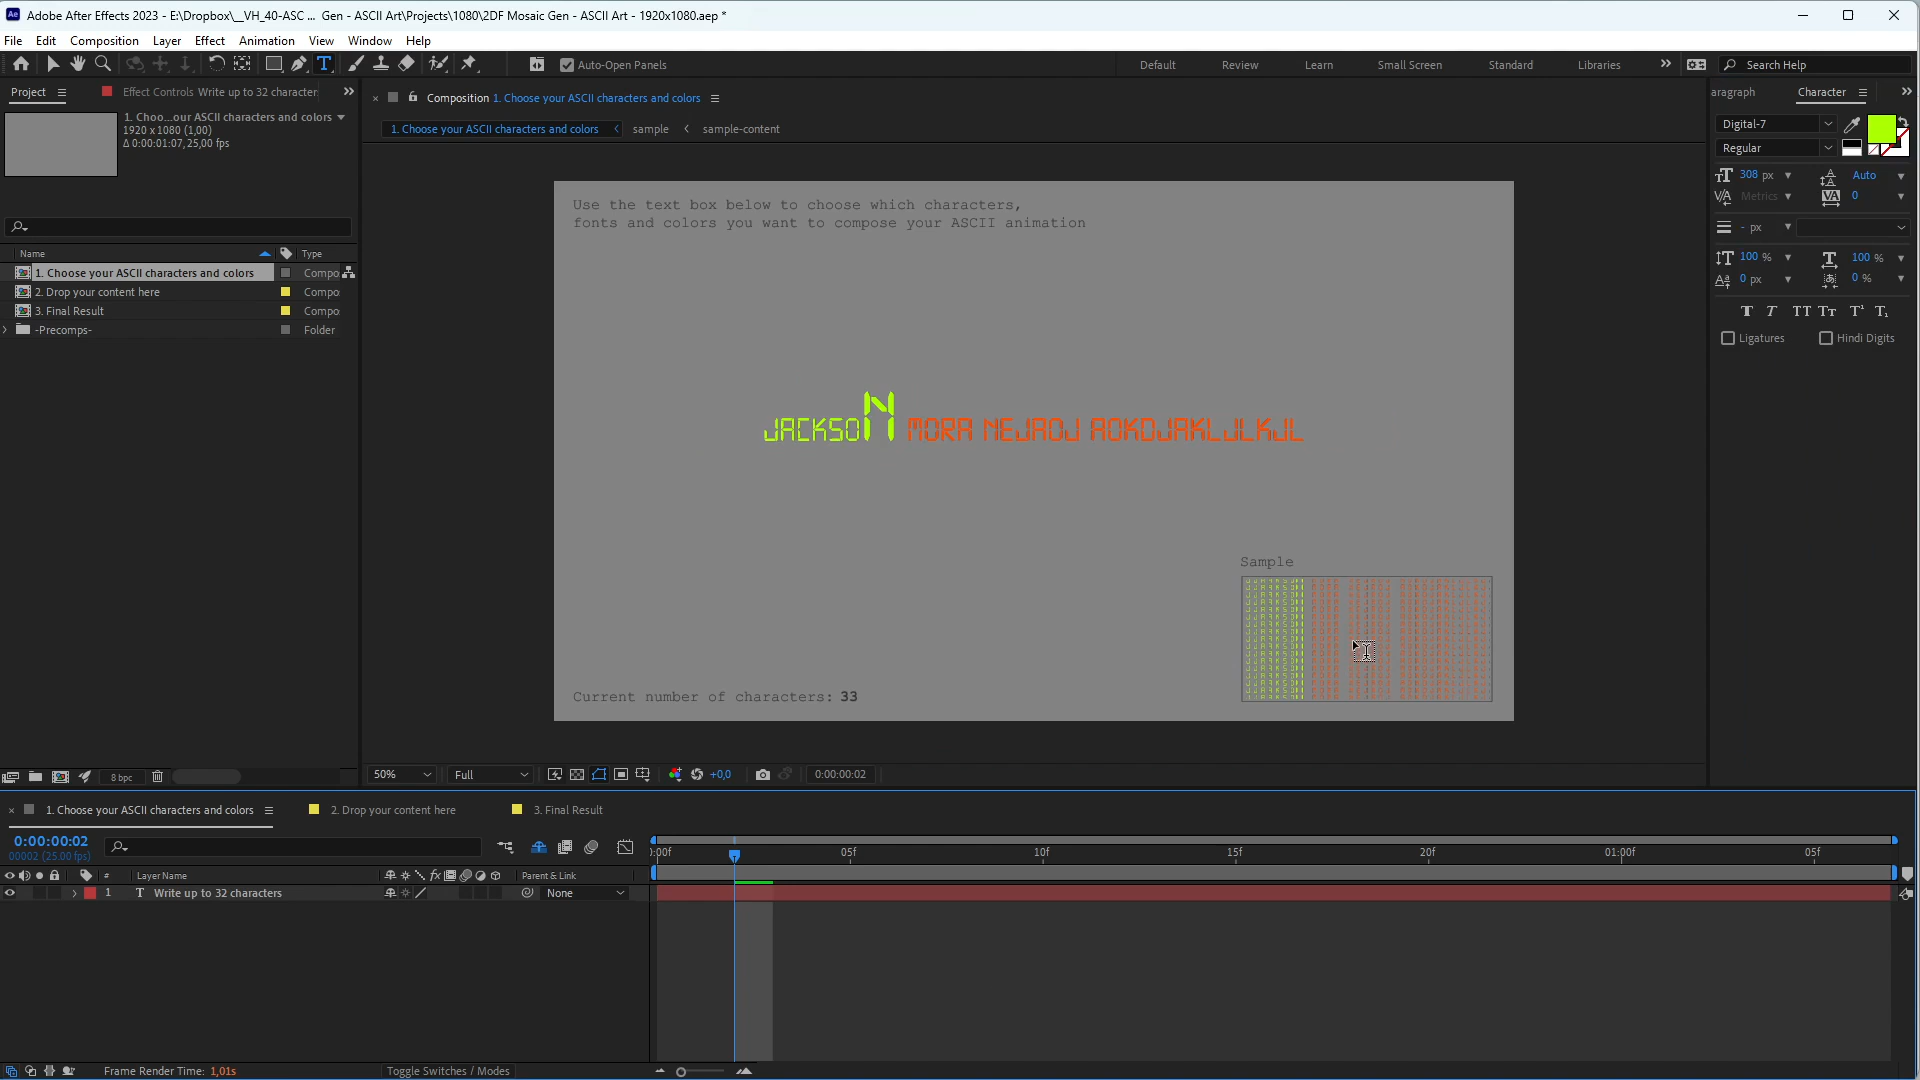 Adobe After Effects 2023 - E:\Dropbox\__VH_40-ASC ... Gen - ASCII Art\Projects\1080\2DF Mosaic Gen - ASCII Art - 1920x1080.aep *
File Edit Composition Layer Effect Animation View Window Help
Auto-Open Panels Default Review Learn Small Screen Standard Libraries Search Help
Project Effect Controls Write up to 32 character
Composition 1. Choose your ASCII characters and colors
aragraph Character
1. Choo...our ASCII characters and colors
1920 x 1080 (1,00)
Δ 0:00:01:07, 25,00 fps
1. Choose your ASCII characters and colors sample sample-content
Digital-7
Regular
308 px Auto
Metrics 0
- px
100 % 100 %
0 px 0 %
Ligatures Hindi Digits
Name Type
1. Choose your ASCII characters and colors Compo
2. Drop your content here Compo
3. Final Result Compo
-Precomps- Folder
Use the text box below to choose which characters,
fonts and colors you want to compose your ASCII animation
JACKSON MORA NEJAOJ AOKDJAKLJLKJL
Sample
Current number of characters: 33
8 bpc
50% Full +0,0 0:00:00:02
1. Choose your ASCII characters and colors 2. Drop your content here 3. Final Result
0:00:00:02
00002 (25.00 fps)
):00f 05f 10f 15f 20f 01:00f 05f
# Layer Name fx Parent & Link
1 T Write up to 32 characters None
Frame Render Time: 1,01s Toggle Switches / Modes